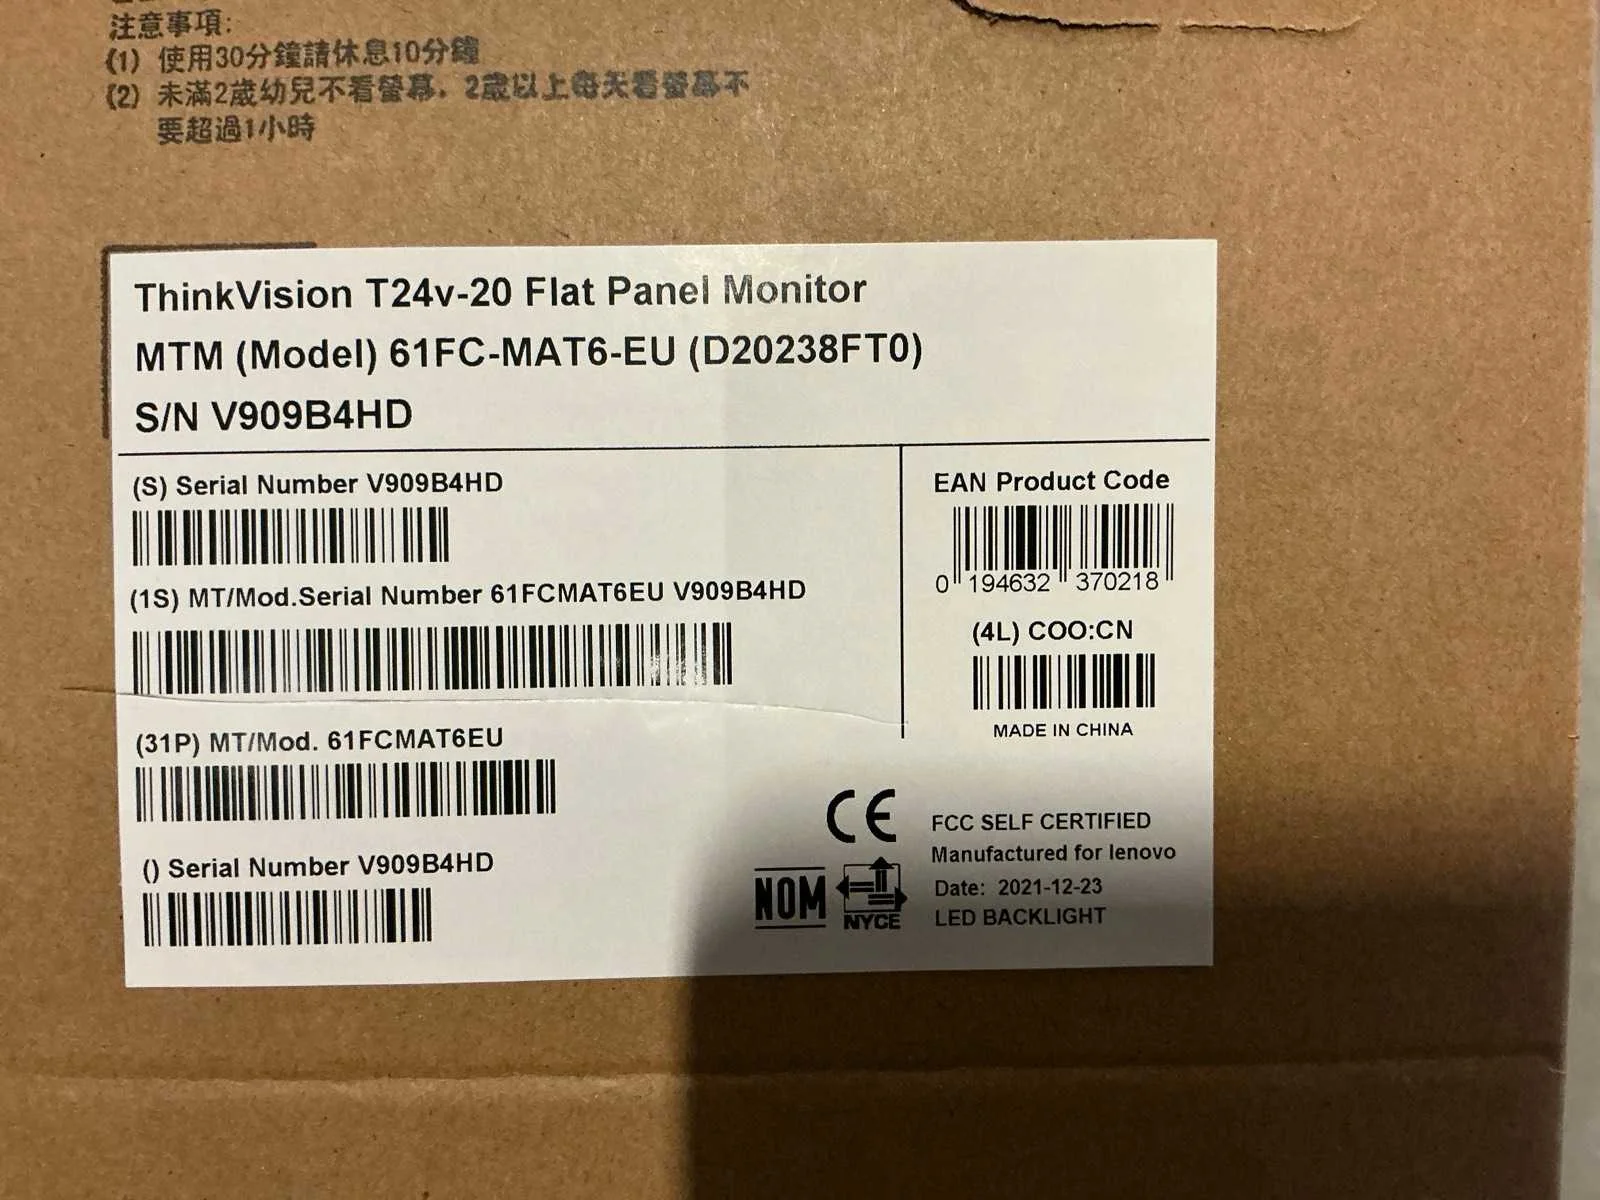 注意事項:
(1) 使用30分鐘請休息10分鐘
(2) 未滿2歲幼兒不看螢幕，2歲以上每天看螢幕不
要超過1小時
ThinkVision T24v-20 Flat Panel Monitor
MTM (Model) 61FC-MAT6-EU (D20238FT0)
S/N V909B4HD
(S) Serial Number V909B4HD
(1S) MT/Mod.Serial Number 61FCMAT6EU V909B4HD
(31P) MT/Mod. 61FCMAT6EU
() Serial Number V909B4HD
EAN Product Code
0 194632 370218
(4L) COO:CN
MADE IN CHINA
CE
NOM
NYCE
FCC SELF CERTIFIED
Manufactured for lenovo
Date: 2021-12-23
LED BACKLIGHT